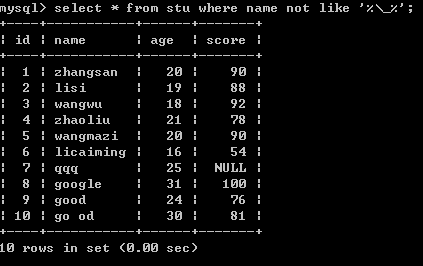 mysql> select * from stu where name not like '%\_%';
+----+-----------+------+-------+
| id | name      | age  | score |
+----+-----------+------+-------+
|  1 | zhangsan  |   20 |    90 |
|  2 | lisi      |   19 |    88 |
|  3 | wangwu    |   18 |    92 |
|  4 | zhaoliu   |   21 |    78 |
|  5 | wangmazi  |   20 |    90 |
|  6 | licaiming |   16 |    54 |
|  7 | qqq       |   25 |  NULL |
|  8 | google    |   31 |   100 |
|  9 | good      |   24 |    76 |
| 10 | go od     |   30 |    81 |
+----+-----------+------+-------+
10 rows in set (0.00 sec)